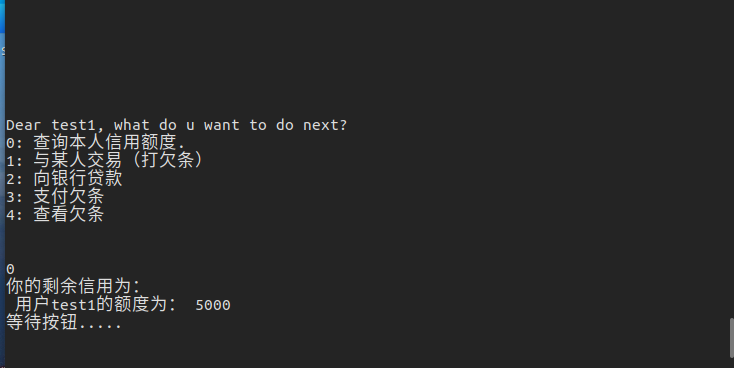 Dear test1, what do u want to do next?
0: 查询本人信用额度.
1: 与某人交易（打欠条）
2: 向银行贷款
3: 支付欠条
4: 查看欠条
0
你的剩余信用为:
用户test1的额度为： 5000
等待按钮.....